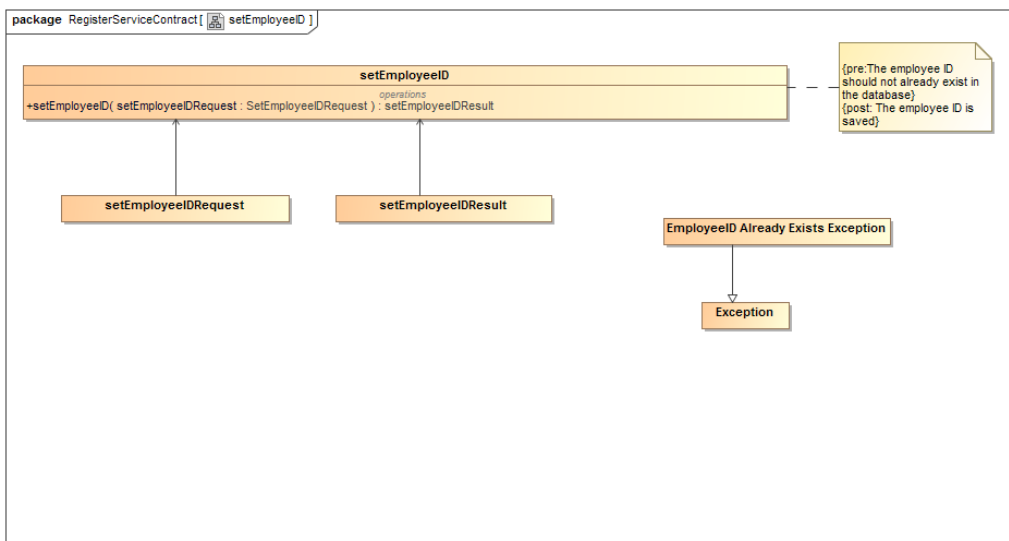 package RegisterServiceContract[ setEmployeeID ]
setEmployeeID
operations
+setEmployeeID( setEmployeeIDRequest : SetEmployeeIDRequest ) : setEmployeeIDResult
{pre:The employee ID
should not already exist in
the database}
{post: The employee ID is
saved}
setEmployeeIDRequest
setEmployeeIDResult
EmployeeID Already Exists Exception
Exception